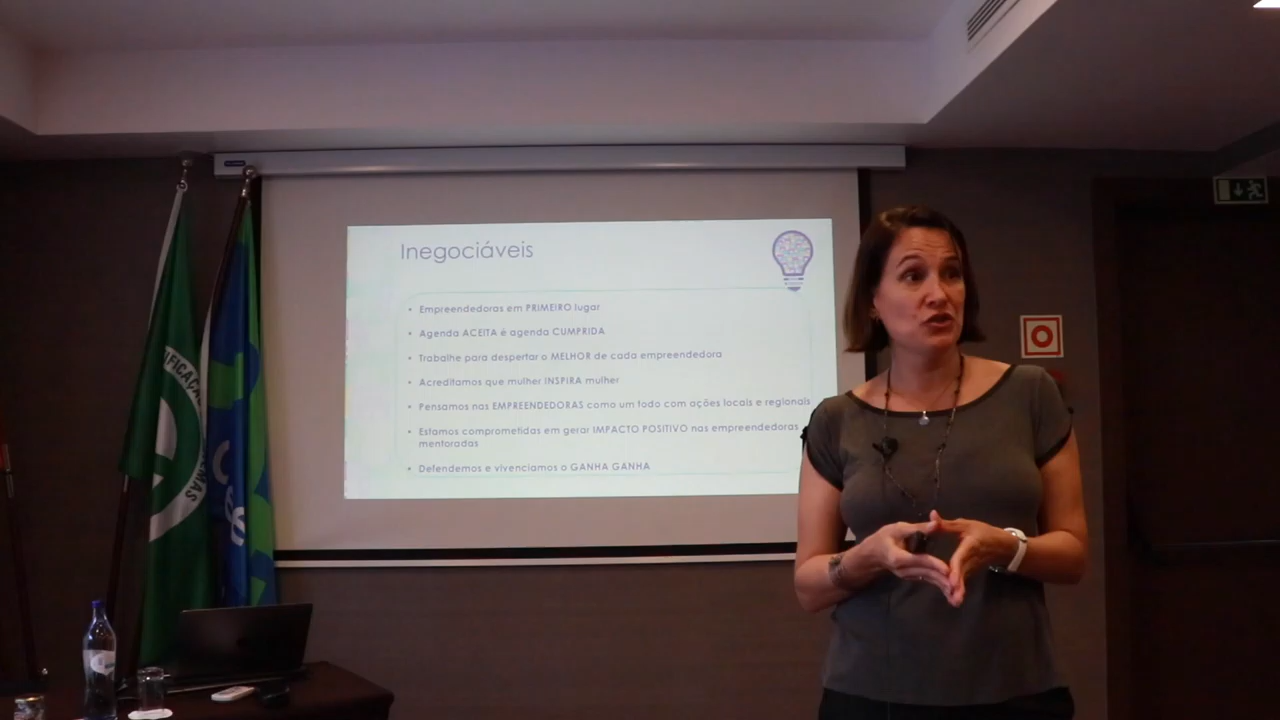 Inegociáveis
• Empreendedoras em PRIMEIRO lugar
• Agenda ACEITA é agenda CUMPRIDA
• Trabalhe para despertar o MELHOR de cada empreendedora
• Acreditamos que mulher INSPIRA mulher
• Pensamos nas EMPREENDEDORAS como um todo com ações locais e regionais
• Estamos comprometidas em gerar IMPACTO POSITIVO nas empreendedoras
mentoradas
• Defendemos e vivenciamos o GANHA GANHA